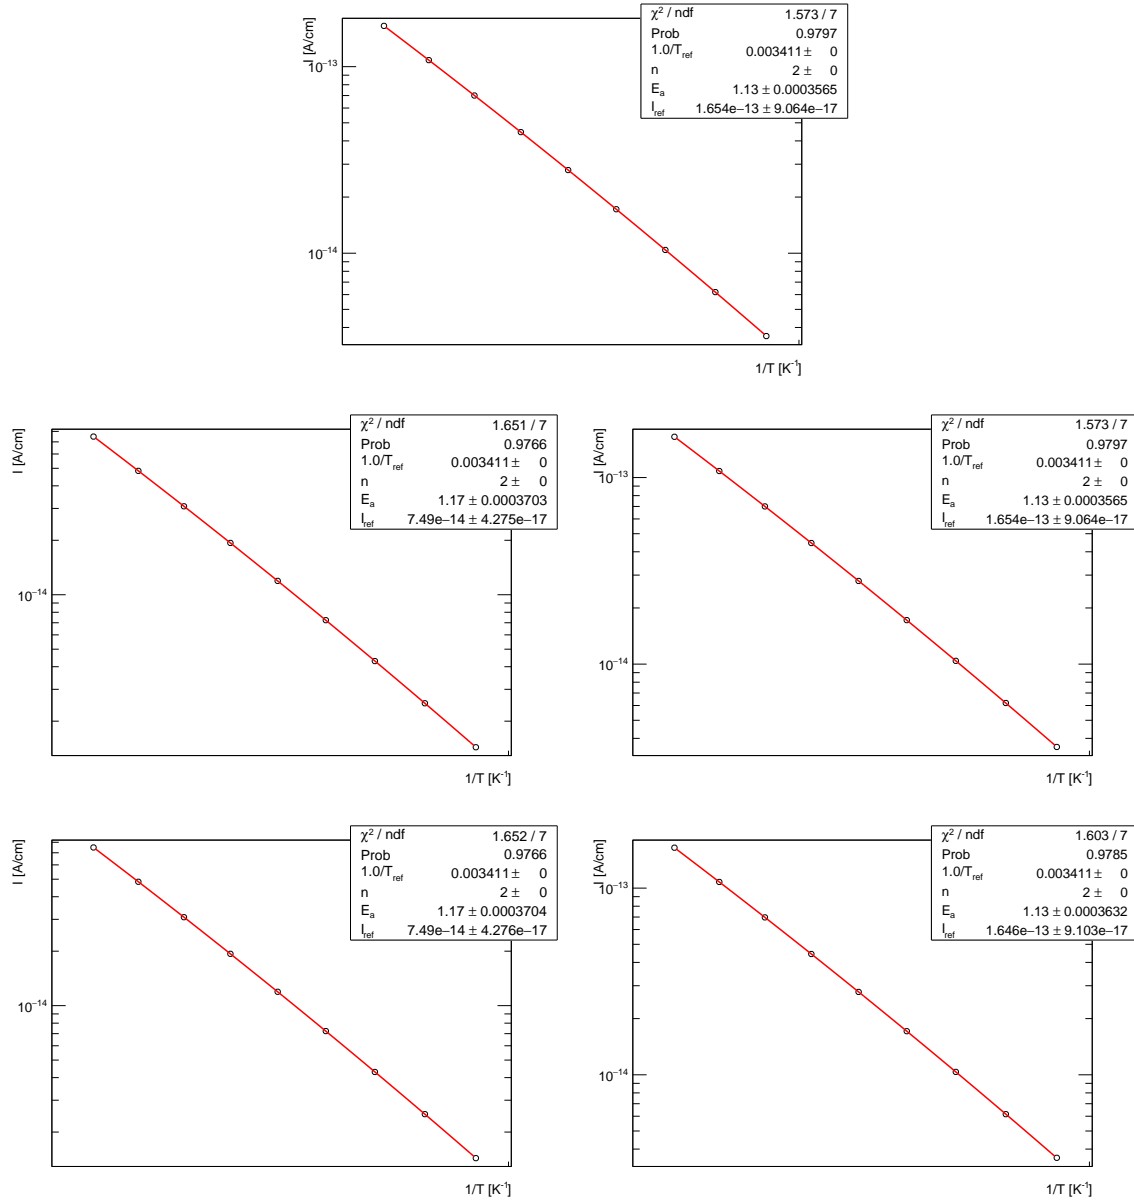 χ² / ndf 1.573 / 7
Prob 0.9797
1.0/T_ref 0.003411 ± 0
n 2 ± 0
E_a 1.13 ± 0.0003565
I_ref 1.654e−13 ± 9.064e−17
I [A/cm]
10⁻¹³
10⁻¹⁴
1/T [K⁻¹]
χ² / ndf 1.651 / 7
Prob 0.9766
1.0/T_ref 0.003411 ± 0
n 2 ± 0
E_a 1.17 ± 0.0003703
I_ref 7.49e−14 ± 4.275e−17
I [A/cm]
10⁻¹⁴
1/T [K⁻¹]
χ² / ndf 1.573 / 7
Prob 0.9797
1.0/T_ref 0.003411 ± 0
n 2 ± 0
E_a 1.13 ± 0.0003565
I_ref 1.654e−13 ± 9.064e−17
I [A/cm]
10⁻¹³
10⁻¹⁴
1/T [K⁻¹]
χ² / ndf 1.652 / 7
Prob 0.9766
1.0/T_ref 0.003411 ± 0
n 2 ± 0
E_a 1.17 ± 0.0003704
I_ref 7.49e−14 ± 4.276e−17
I [A/cm]
10⁻¹⁴
1/T [K⁻¹]
χ² / ndf 1.603 / 7
Prob 0.9785
1.0/T_ref 0.003411 ± 0
n 2 ± 0
E_a 1.13 ± 0.0003632
I_ref 1.646e−13 ± 9.103e−17
I [A/cm]
10⁻¹³
10⁻¹⁴
1/T [K⁻¹]